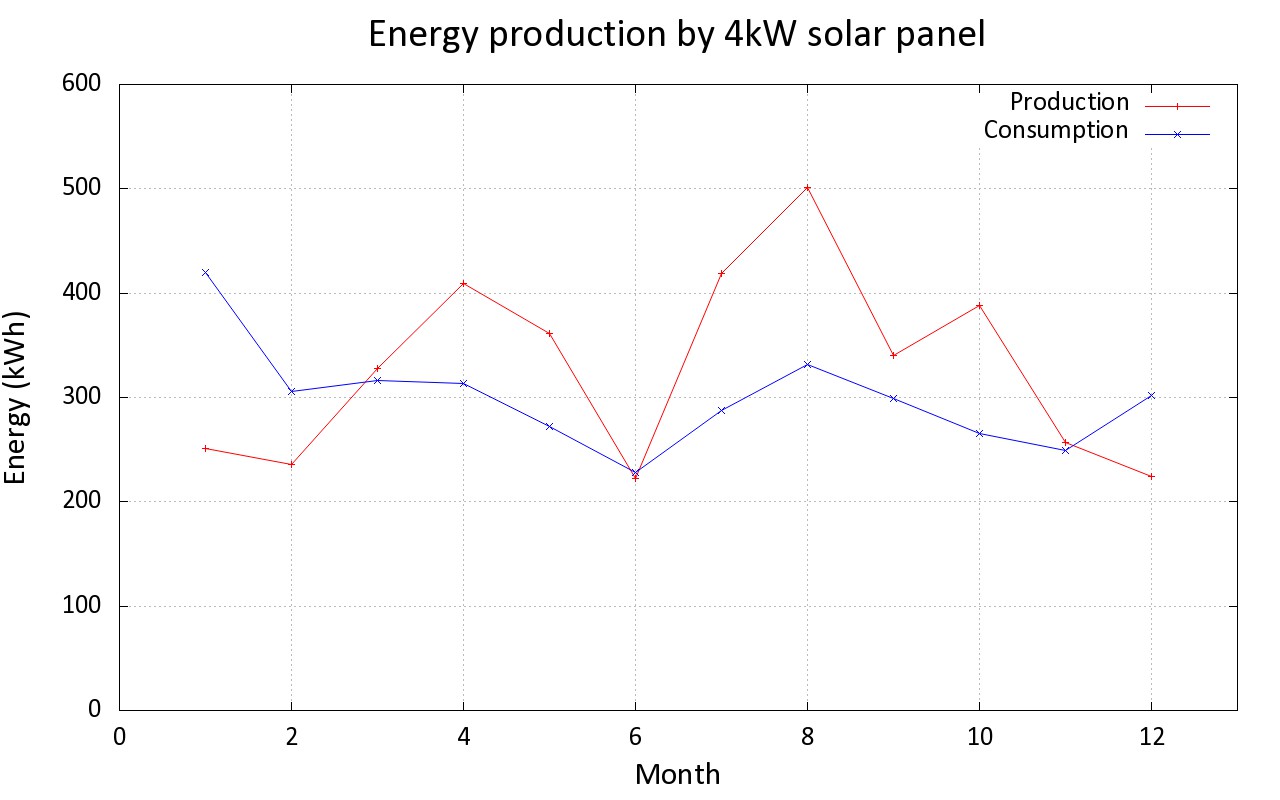 Energy production by 4kW solar panel
600
500
400
300
200
100
0
Energy (kWh)
Production
Consumption
0 2 4 6 8 10 12
Month